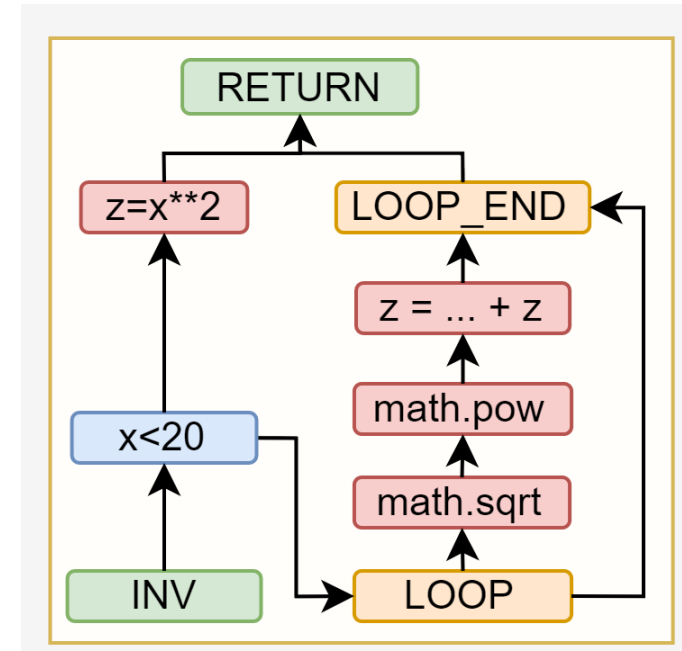 RETURN
z=x**2
LOOP_END
z = ... + z
math.pow
x<20
math.sqrt
INV
LOOP